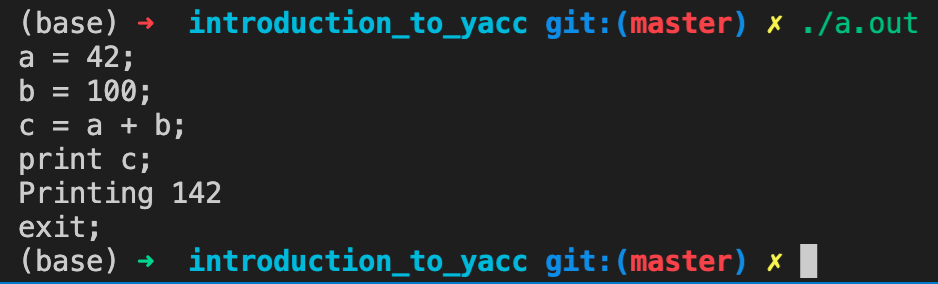 (base) ➜  introduction_to_yacc git:(master) ✗ ./a.out
a = 42;
b = 100;
c = a + b;
print c;
Printing 142
exit;
(base) ➜  introduction_to_yacc git:(master) ✗